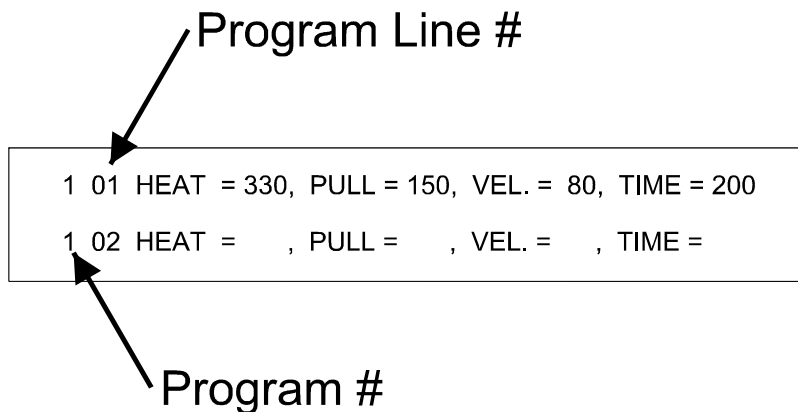 Program Line #
1 01 HEAT = 330, PULL = 150, VEL. = 80, TIME = 200
1 02 HEAT = , PULL = , VEL. = , TIME =
Program #